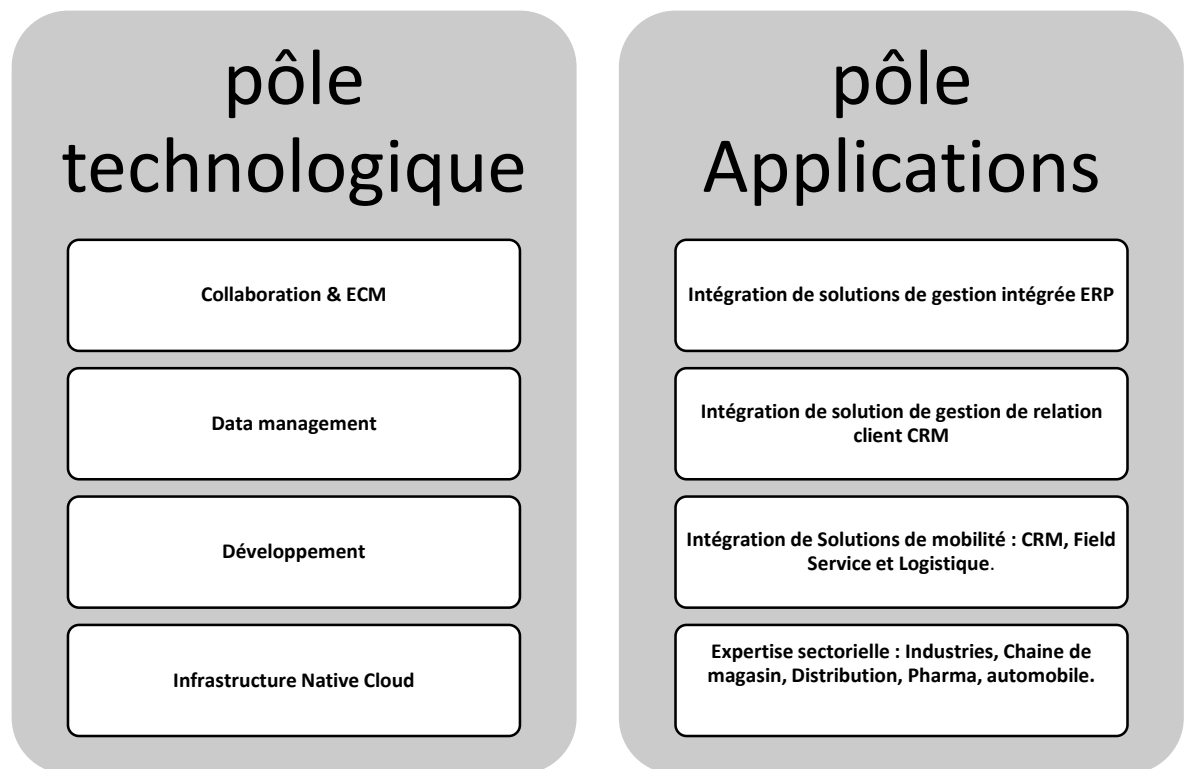 pôle
technologique
Collaboration & ECM
Data management
Développement
Infrastructure Native Cloud
pôle
Applications
Intégration de solutions de gestion intégrée ERP
Intégration de solution de gestion de relation
client CRM
Intégration de Solutions de mobilité : CRM, Field
Service et Logistique.
Expertise sectorielle : Industries, Chaine de
magasin, Distribution, Pharma, automobile.